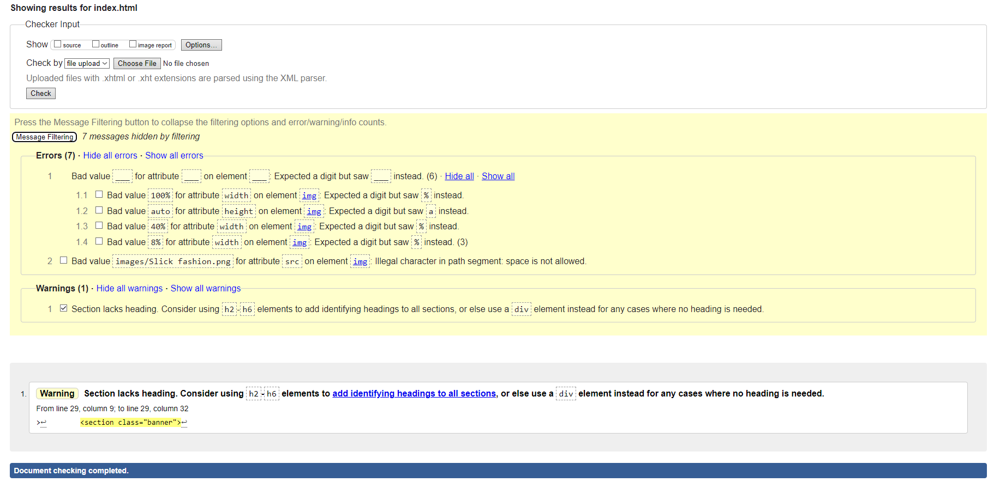 Showing results for index.html
Checker Input
Show source outline image report Options...
Check by file upload Choose File No file chosen
Uploaded files with .xhtml or .xht extensions are parsed using the XML parser.
Check
Press the Message Filtering button to collapse the filtering options and error/warning/info counts.
Message Filtering 7 messages hidden by filtering
Errors (7) · Hide all errors · Show all errors
1 Bad value ___ for attribute ___ on element ___: Expected a digit but saw ___ instead. (6) · Hide all · Show all
1.1 Bad value 100% for attribute width on element img: Expected a digit but saw % instead.
1.2 Bad value auto for attribute height on element img: Expected a digit but saw a instead.
1.3 Bad value 40% for attribute width on element img: Expected a digit but saw % instead.
1.4 Bad value 8% for attribute width on element img: Expected a digit but saw % instead. (3)
2 Bad value images/Slick fashion.png for attribute src on element img: Illegal character in path segment: space is not allowed.
Warnings (1) · Hide all warnings · Show all warnings
1 Section lacks heading. Consider using h2-h6 elements to add identifying headings to all sections, or else use a div element instead for any cases where no heading is needed.
1. Warning Section lacks heading. Consider using h2-h6 elements to add identifying headings to all sections, or else use a div element instead for any cases where no heading is needed.
From line 29, column 9; to line 29, column 32
>↩ <section class="banner">↩
Document checking completed.